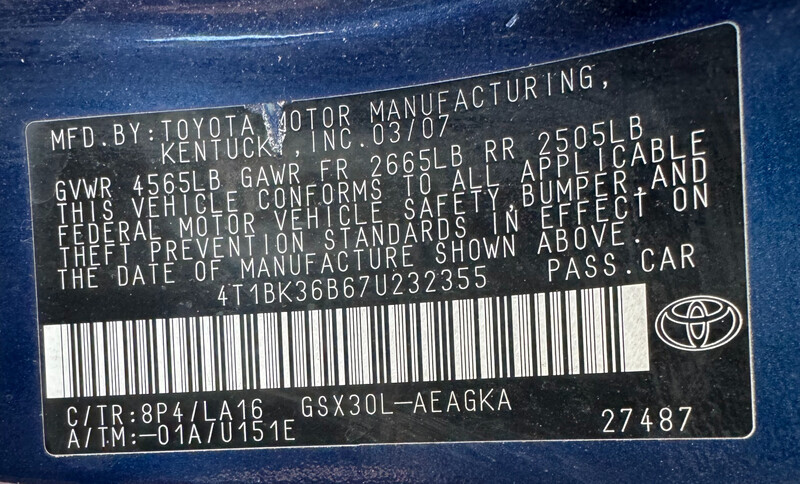 MFD.BY:TOYOTA MOTOR MANUFACTURING,
KENTUCKY,INC.03/07
GVWR 4565LB GAWR FR 2665LB RR 2505LB
THIS VEHICLE CONFORMS TO ALL APPLICABLE
FEDERAL MOTOR VEHICLE SAFETY,BUMPER,AND
THEFT PREVENTION STANDARDS IN EFFECT ON
THE DATE OF MANUFACTURE SHOWN ABOVE.
4T1BK36B67U232355 PASS.CAR
C/TR:8P4/LA16 GSX30L-AEAGKA
A/TM:-01A/U151E 27487